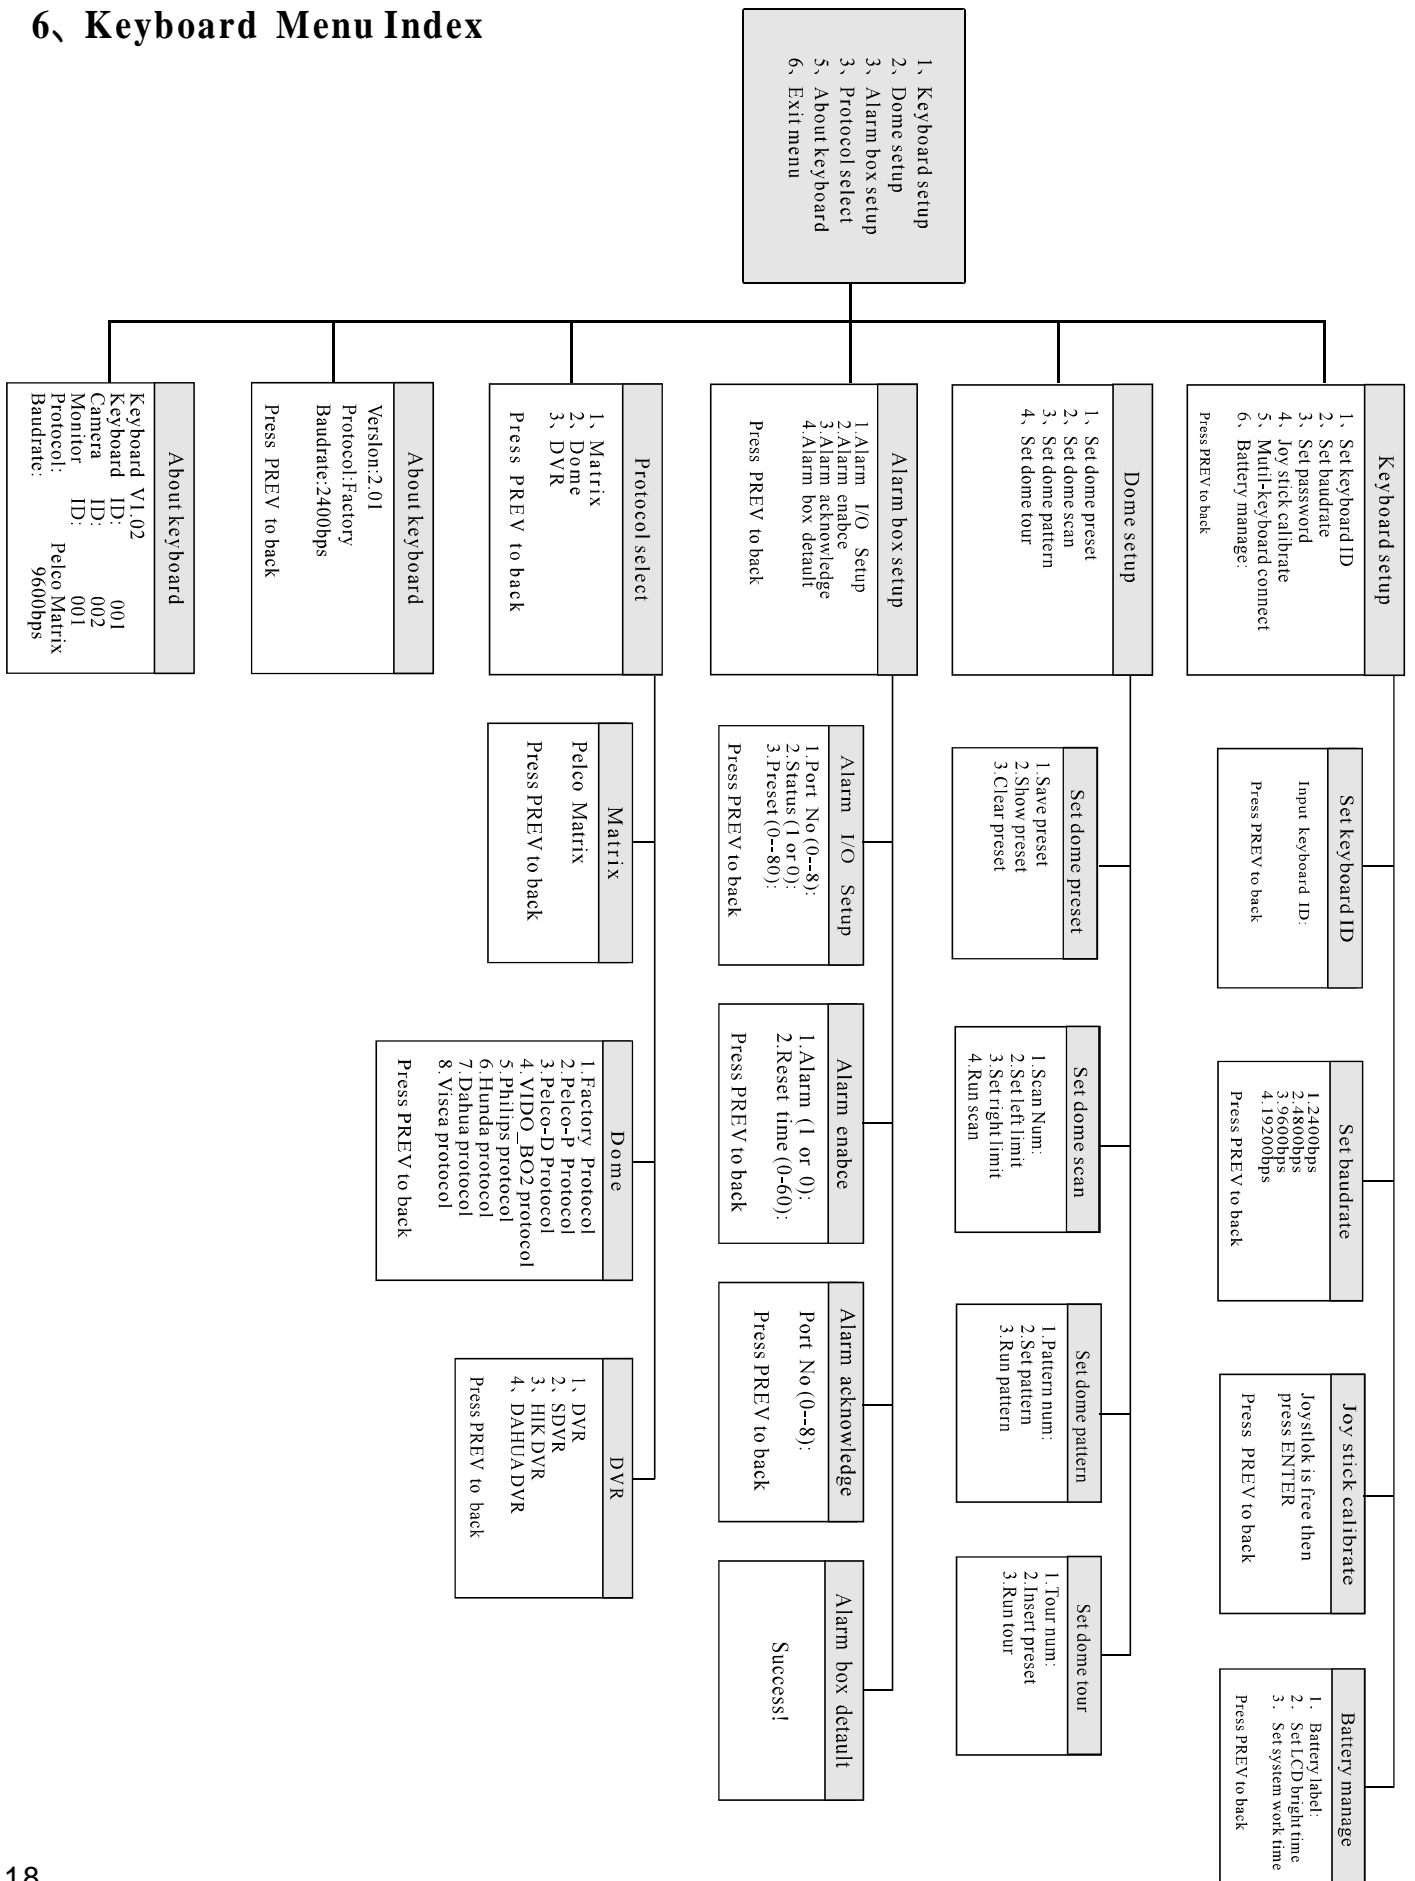 6、Keyboard Menu Index
1、Keyboard setup
2、Dome setup
3、Alarm box setup
3、Protocol select
5、About keyboard
6、Exit menu
Keyboard setup
1、Set keyboard ID
2、Set baudrate
3、Set password
4、Joy stick calibrate
5、Mutil-keyboard connect
6、Battery manage:
Press PREV to back
Set keyboard ID
Input keyboard ID:
Press PREV to back
Set baudrate
1.2400bps
2.4800bps
3.9600bps
4.19200bps
Press PREV to back
Joy stick calibrate
Joystlok is free then
press ENTER
Press PREV to back
Battery manage
1. Battery label:
2. Set LCD bright time
3. Set system work time
Press PREV to back
Dome setup
1、Set dome preset
2、Set dome scan
3、Set dome pattern
4、Set dome tour
Set dome preset
1.Save preset
2.Show preset
3.Clear preset
Set dome scan
1.Scan Num:
2.Set left limit
3.Set right limit
4.Run scan
Set dome pattern
1.Pattern num:
2.Set pattern
3.Run pattern
Set dome tour
1.Tour num:
2.Insert preset
3.Run tour
Alarm box setup
1.Alarm I/O Setup
2.Alarm enabce
3.Alarm acknowledge
4.Alarm box detault
Press PREV to back
Alarm I/O Setup
1.Port No (0--8):
2.Status (1 or 0):
3.Preset (0--80):
Press PREV to back
Alarm enabce
1.Alarm (1 or 0):
2.Reset time (0-60):
Press PREV to back
Alarm acknowledge
Port No (0--8):
Press PREV to back
Alarm box detault
Success!
Protocol select
1、Matrix
2、Dome
3、DVR
Press PREV to back
Matrix
Pelco Matrix
Press PREV to back
Dome
1.Factory Protocol
2.Pelco-P Protocol
3.Pelco-D Protocol
4.VIDO_BO2 protocol
5.Philips protocol
6.Hunda protocol
7.Dahua protocol
8.Visca protocol
Press PREV to back
DVR
1、DVR
2、SDVR
3、HIK DVR
4、DAHUA DVR
Press PREV to back
About keyboard
Verslon:2.01
Protocol:Factory
Baudrate:2400bps
Press PREV to back
About keyboard
Keyboard V1.02
Keyboard ID: 001
Camera ID: 002
Monitor ID: 001
Protocol: Pelco Matrix
Baudrate: 9600bps
18